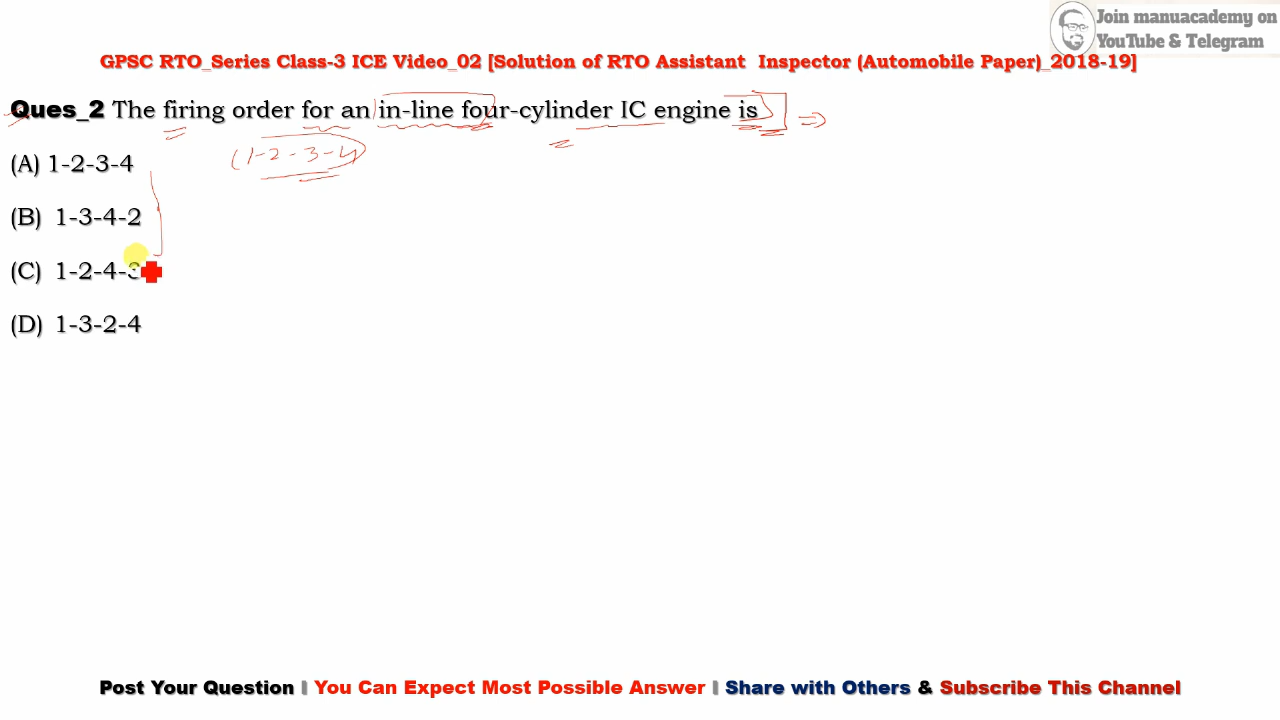 Join manuacademy on
YouTube & Telegram
GPSC RTO_Series Class-3 ICE Video_02 [Solution of RTO Assistant Inspector (Automobile Paper)_2018-19]
Ques_2 The firing order for an in-line four-cylinder IC engine is
(1-2-3-4)
(A) 1-2-3-4
(B) 1-3-4-2
(C) 1-2-4-3
(D) 1-3-2-4
Post Your Question | You Can Expect Most Possible Answer | Share with Others & Subscribe This Channel